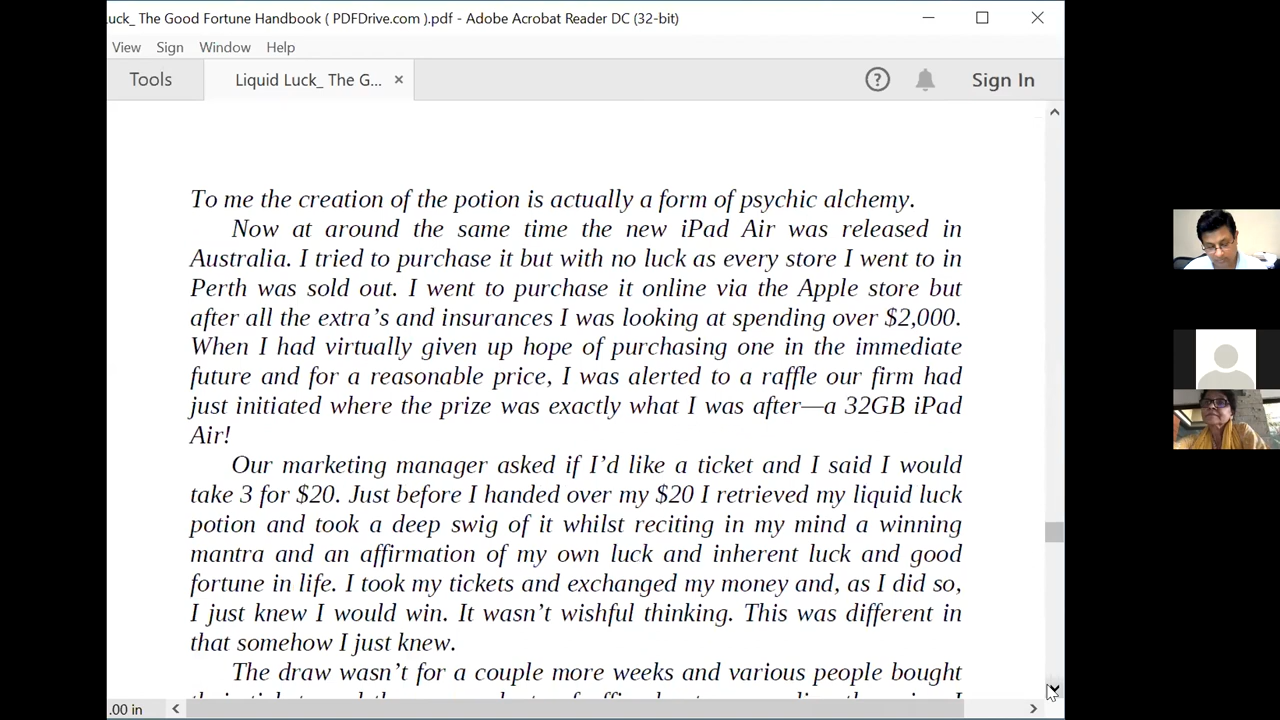 uck_ The Good Fortune Handbook ( PDFDrive.com ).pdf - Adobe Acrobat Reader DC (32-bit)
View Sign Window Help
Tools Liquid Luck_ The G... × Sign In
To me the creation of the potion is actually a form of psychic alchemy.
Now at around the same time the new iPad Air was released in
Australia. I tried to purchase it but with no luck as every store I went to in
Perth was sold out. I went to purchase it online via the Apple store but
after all the extra’s and insurances I was looking at spending over $2,000.
When I had virtually given up hope of purchasing one in the immediate
future and for a reasonable price, I was alerted to a raffle our firm had
just initiated where the prize was exactly what I was after—a 32GB iPad
Air!
Our marketing manager asked if I’d like a ticket and I said I would
take 3 for $20. Just before I handed over my $20 I retrieved my liquid luck
potion and took a deep swig of it whilst reciting in my mind a winning
mantra and an affirmation of my own luck and inherent luck and good
fortune in life. I took my tickets and exchanged my money and, as I did so,
I just knew I would win. It wasn’t wishful thinking. This was different in
that somehow I just knew.
The draw wasn’t for a couple more weeks and various people bought
.00 in